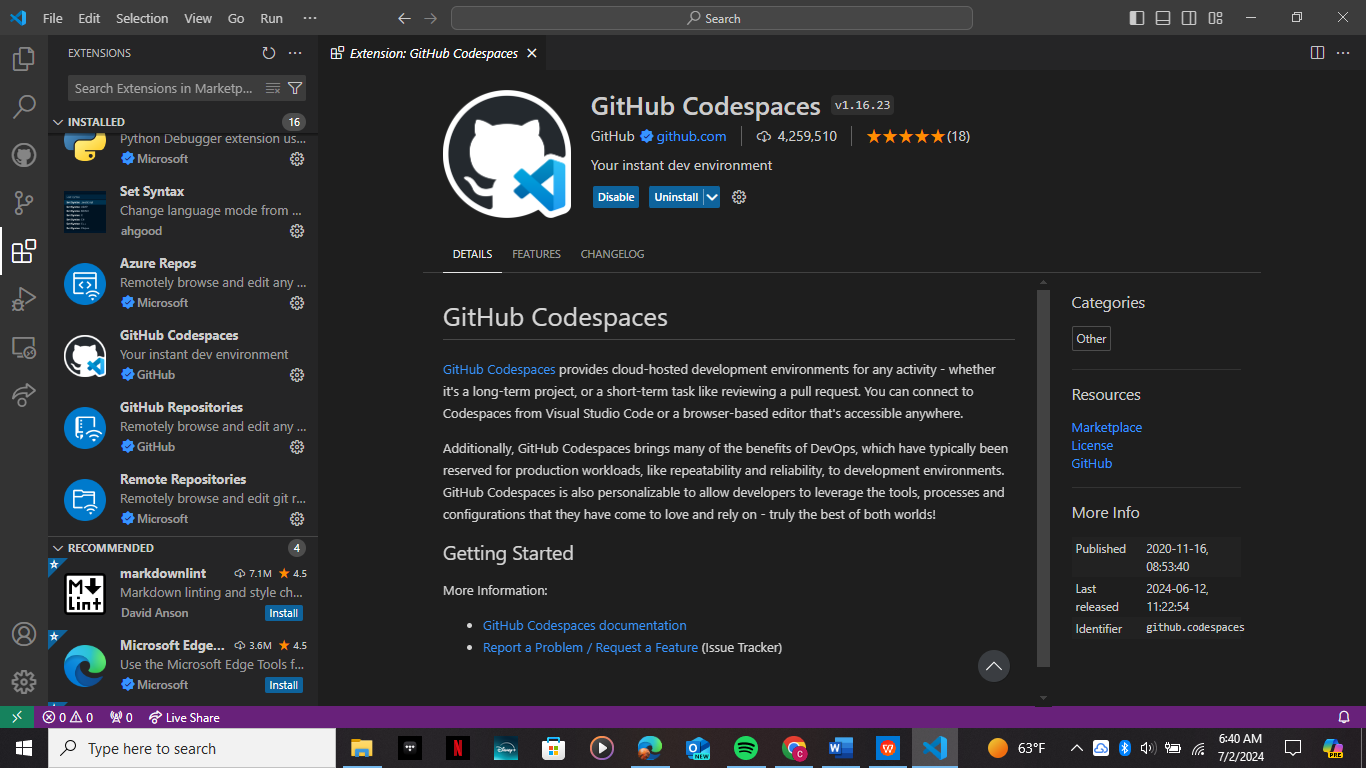 File Edit Selection View Go Run ···
Search
EXTENSIONS
Extension: GitHub Codespaces
Search Extensions in Marketp...
INSTALLED 16
Python Debugger extension us...
Microsoft
Set Syntax
Change language mode from ...
ahgood
Azure Repos
Remotely browse and edit any ...
Microsoft
GitHub Codespaces
Your instant dev environment
GitHub
GitHub Repositories
Remotely browse and edit any ...
GitHub
Remote Repositories
Remotely browse and edit git r...
Microsoft
RECOMMENDED 4
markdownlint 7.1M 4.5
Markdown linting and style ch...
David Anson Install
Microsoft Edge... 3.6M 4.5
Use the Microsoft Edge Tools f...
Microsoft Install
GitHub Codespaces v1.16.23
GitHub github.com 4,259,510 (18)
Your instant dev environment
Disable Uninstall
DETAILS FEATURES CHANGELOG
GitHub Codespaces
GitHub Codespaces provides cloud-hosted development environments for any activity - whether
it's a long-term project, or a short-term task like reviewing a pull request. You can connect to
Codespaces from Visual Studio Code or a browser-based editor that's accessible anywhere.
Additionally, GitHub Codespaces brings many of the benefits of DevOps, which have typically been
reserved for production workloads, like repeatability and reliability, to development environments.
GitHub Codespaces is also personalizable to allow developers to leverage the tools, processes and
configurations that they have come to love and rely on - truly the best of both worlds!
Getting Started
More Information:
GitHub Codespaces documentation
Report a Problem / Request a Feature (Issue Tracker)
Categories
Other
Resources
Marketplace
License
GitHub
More Info
Published 2020-11-16,
08:53:40
Last 2024-06-12,
released 11:22:54
Identifier github.codespaces
0 0 0 Live Share
Type here to search
63°F
6:40 AM
7/2/2024